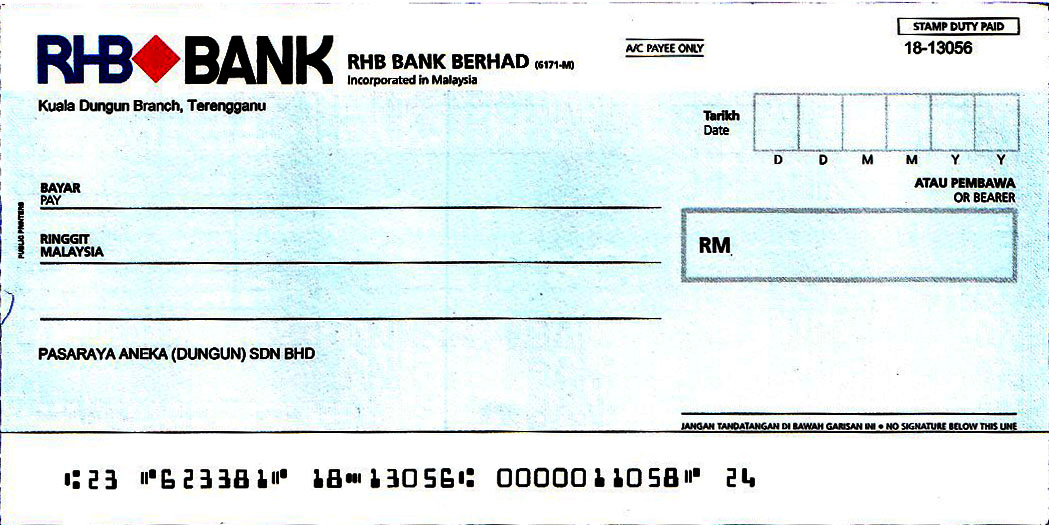 STAMP DUTY PAID
18-13056
RHB BANK
RHB BANK BERHAD (6171-M)
Incorporated in Malaysia
A/C PAYEE ONLY
Kuala Dungun Branch, Terengganu
Tarikh
Date
D D M M Y Y
BAYAR
PAY
ATAU PEMBAWA
OR BEARER
PUBLIC PRINTERS
RINGGIT
MALAYSIA
RM
PASARAYA ANEKA (DUNGUN) SDN BHD
JANGAN TANDATANGAN DI BAWAH GARISAN INI • NO SIGNATURE BELOW THIS LINE
⑆23 ⑈623381⑈ 18⑉13056⑆ 0000011058⑈ 24